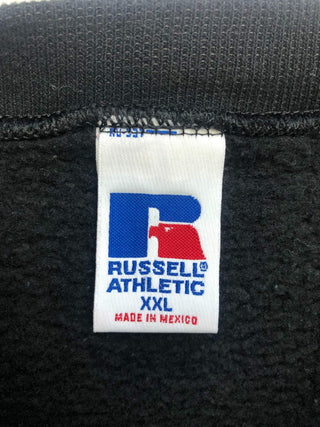 RUSSELL®
ATHLETIC
XXL
MADE IN MEXICO